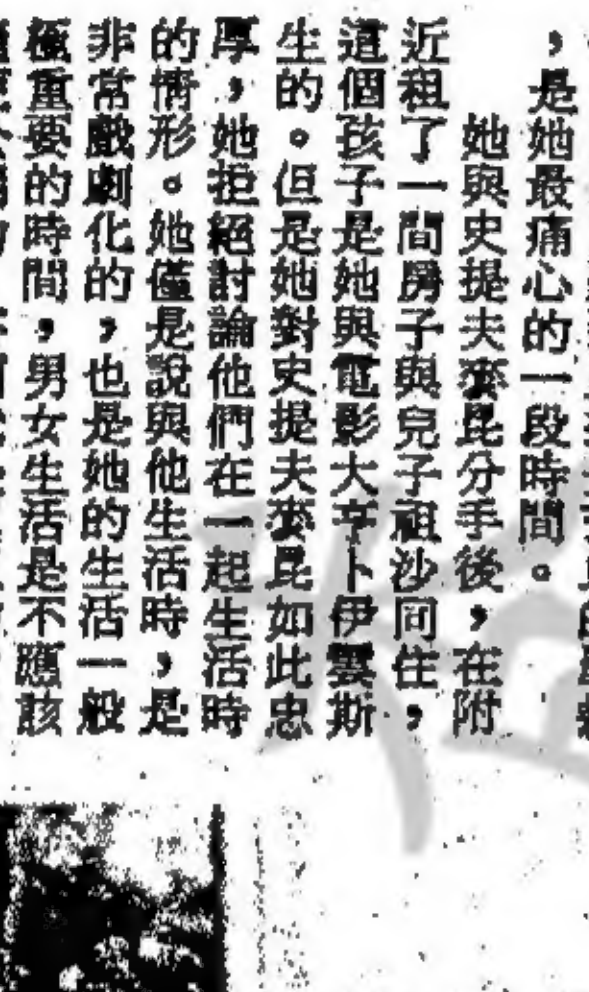 ，是她最痛心的一段時間。
她與史提夫麥昆分手後，在附
近租了一間房子與兒子祖沙同住，
這個孩子是她與電影大亨卜伊雲斯
生的。但是她對史提夫麥昆如此忠
厚，她拒絕討論他們在一起生活時
的情形。她僅是說與他生活時，是
非常戲劇化的，也是她的生活一般
極重要的時間，男女生活是不應該